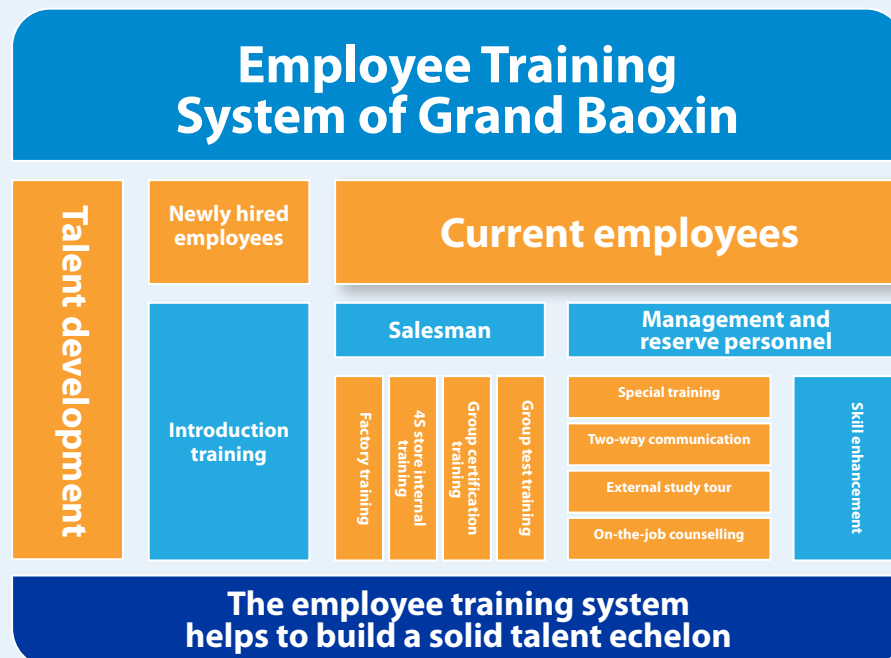 Employee Training
System of Grand Baoxin
Talent development
Newly hired
employees
Current employees
Introduction
training
Salesman
Management and
reserve personnel
Factory training
4S store internal
training
Group certification
training
Group test training
Special training
Two-way communication
External study tour
On-the-job counselling
Skill enhancement
The employee training system
helps to build a solid talent echelon